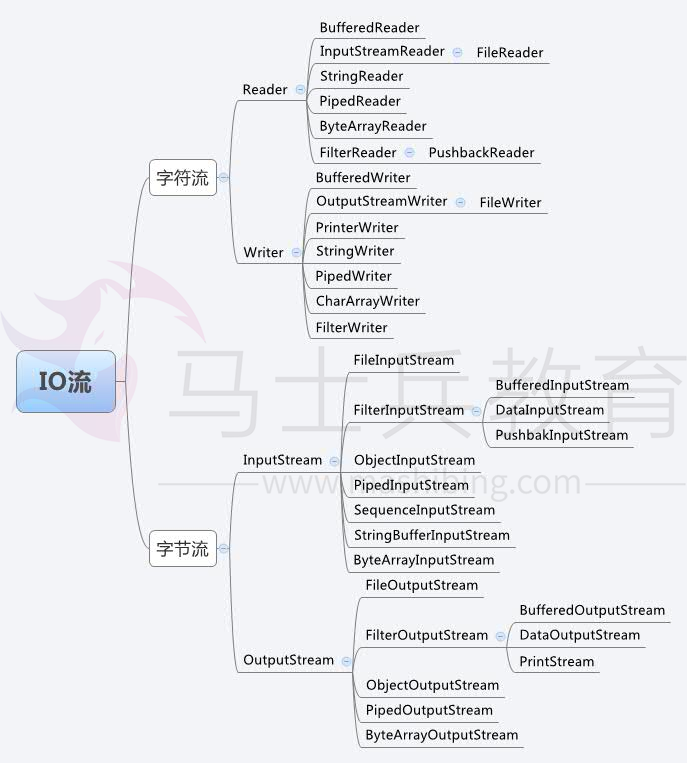 BufferedReader
InputStreamReader
FileReader
StringReader
Reader
PipedReader
ByteArrayReader
FilterReader
PushbackReader
字符流
BufferedWriter
OutputStreamWriter
FileWriter
PrinterWriter
Writer
StringWriter
PipedWriter
CharArrayWriter
FilterWriter
IO流
马士兵教育
www.mashibing.com
FileInputStream
BufferedInputStream
FilterInputStream
DataInputStream
PushbakInputStream
InputStream
ObjectInputStream
PipedInputStream
SequenceInputStream
StringBufferInputStream
字节流
ByteArrayInputStream
FileOutputStream
BufferedOutputStream
FilterOutputStream
DataOutputStream
OutputStream
PrintStream
ObjectOutputStream
PipedOutputStream
ByteArrayOutputStream